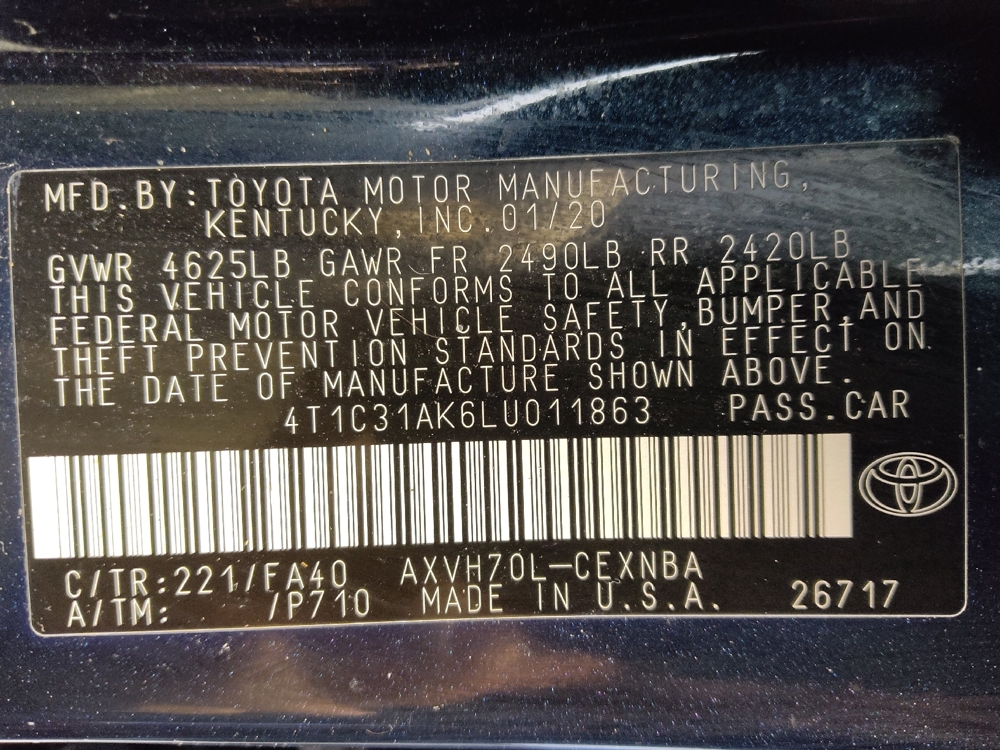 MFD.BY:TOYOTA MOTOR MANUFACTURING,
KENTUCKY,INC.01/20
GVWR 4625LB GAWR FR 2490LB RR 2420LB
THIS VEHICLE CONFORMS TO ALL APPLICABLE
FEDERAL MOTOR VEHICLE SAFETY,BUMPER,AND
THEFT PREVENTION STANDARDS IN EFFECT ON
THE DATE OF MANUFACTURE SHOWN ABOVE.
4T1C31AK6LU011863 PASS.CAR
C/TR:221/FA40 AXVH70L-CEXNBA
A/TM: /P710 MADE IN U.S.A. 26717